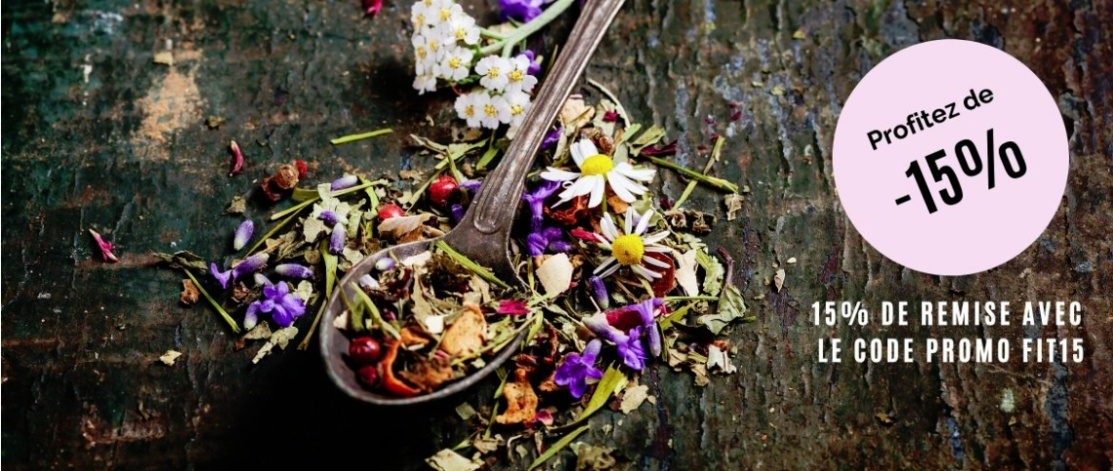 Profitez de
-15%
15% DE REMISE AVEC
LE CODE PROMO FIT15